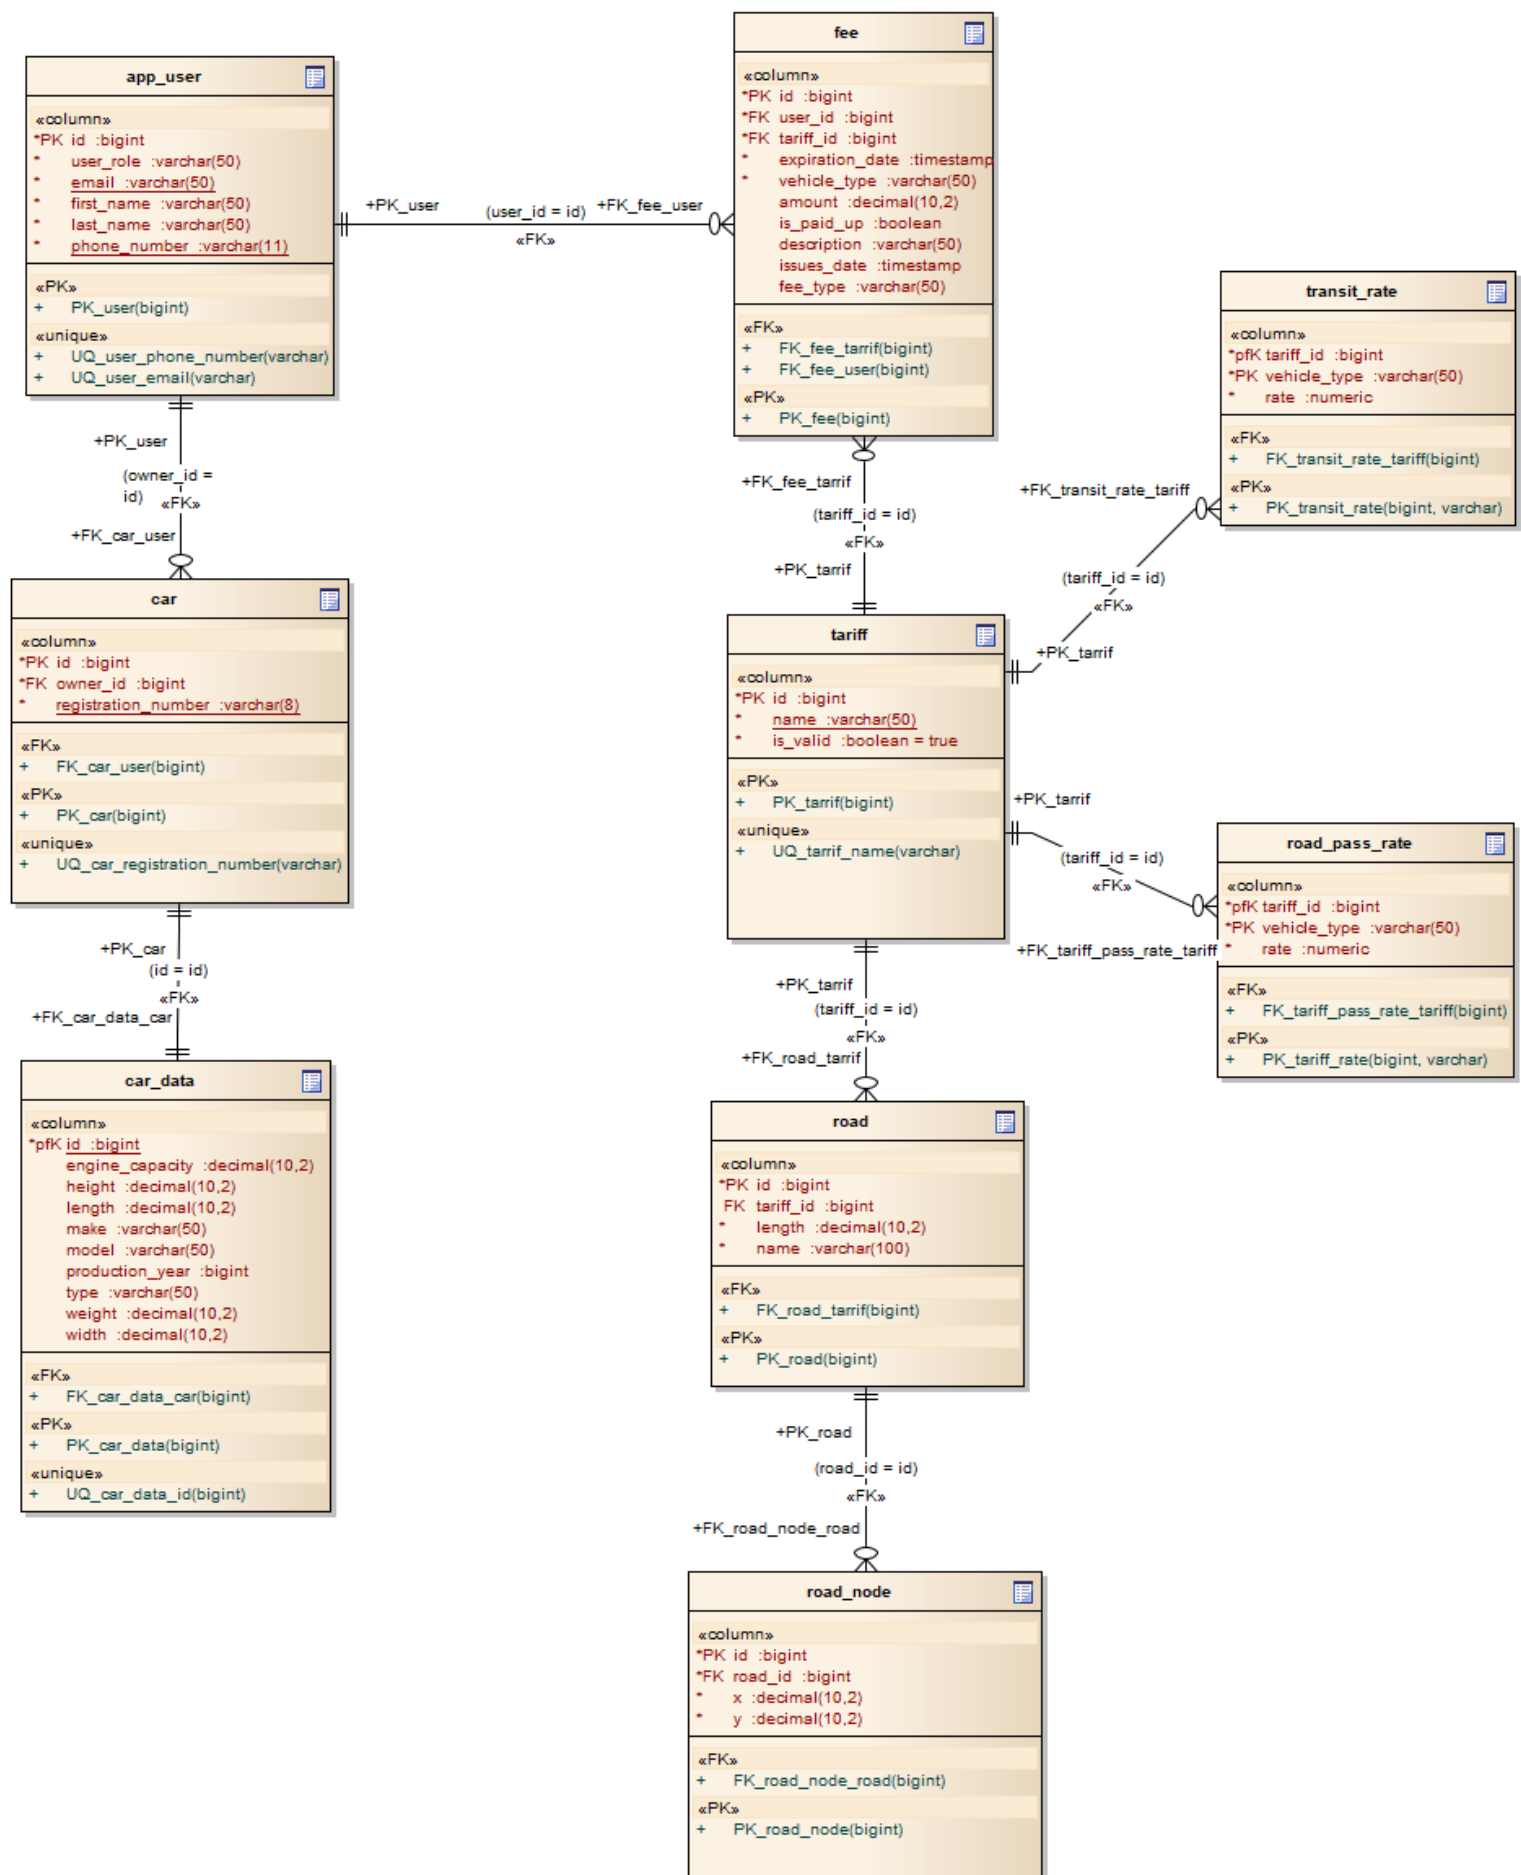 app_user
«column»
*PK id :bigint
* user_role :varchar(50)
* email :varchar(50)
* first_name :varchar(50)
* last_name :varchar(50)
* phone_number :varchar(11)
«PK»
+ PK_user(bigint)
«unique»
+ UQ_user_phone_number(varchar)
+ UQ_user_email(varchar)
+PK_user
(user_id = id)
+FK_fee_user
«FK»
fee
«column»
*PK id :bigint
*FK user_id :bigint
*FK tariff_id :bigint
* expiration_date :timestamp
* vehicle_type :varchar(50)
amount :decimal(10,2)
is_paid_up :boolean
description :varchar(50)
issues_date :timestamp
fee_type :varchar(50)
«FK»
+ FK_fee_tarrif(bigint)
+ FK_fee_user(bigint)
«PK»
+ PK_fee(bigint)
+PK_user
(owner_id =
id)
«FK»
+FK_car_user
car
«column»
*PK id :bigint
*FK owner_id :bigint
* registration_number :varchar(8)
«FK»
+ FK_car_user(bigint)
«PK»
+ PK_car(bigint)
«unique»
+ UQ_car_registration_number(varchar)
+PK_car
(id = id)
«FK»
+FK_car_data_car
car_data
«column»
*pfK id :bigint
engine_capacity :decimal(10,2)
height :decimal(10,2)
length :decimal(10,2)
make :varchar(50)
model :varchar(50)
production_year :bigint
type :varchar(50)
weight :decimal(10,2)
width :decimal(10,2)
«FK»
+ FK_car_data_car(bigint)
«PK»
+ PK_car_data(bigint)
«unique»
+ UQ_car_data_id(bigint)
+FK_fee_tarrif
(tariff_id = id)
«FK»
+PK_tarrif
tariff
«column»
*PK id :bigint
* name :varchar(50)
* is_valid :boolean = true
«PK»
+ PK_tarrif(bigint)
«unique»
+ UQ_tarrif_name(varchar)
transit_rate
«column»
*pfK tariff_id :bigint
*PK vehicle_type :varchar(50)
* rate :numeric
«FK»
+ FK_transit_rate_tariff(bigint)
«PK»
+ PK_transit_rate(bigint, varchar)
+FK_transit_rate_tariff
(tariff_id = id)
«FK»
+PK_tarrif
+PK_tarrif
(tariff_id = id)
«FK»
+FK_tariff_pass_rate_tariff
road_pass_rate
«column»
*pfK tariff_id :bigint
*PK vehicle_type :varchar(50)
* rate :numeric
«FK»
+ FK_tariff_pass_rate_tariff(bigint)
«PK»
+ PK_tariff_rate(bigint, varchar)
+PK_tarrif
(tariff_id = id)
«FK»
+FK_road_tarrif
road
«column»
*PK id :bigint
FK tariff_id :bigint
* length :decimal(10,2)
* name :varchar(100)
«FK»
+ FK_road_tarrif(bigint)
«PK»
+ PK_road(bigint)
+PK_road
(road_id = id)
«FK»
+FK_road_node_road
road_node
«column»
*PK id :bigint
*FK road_id :bigint
* x :decimal(10,2)
* y :decimal(10,2)
«FK»
+ FK_road_node_road(bigint)
«PK»
+ PK_road_node(bigint)